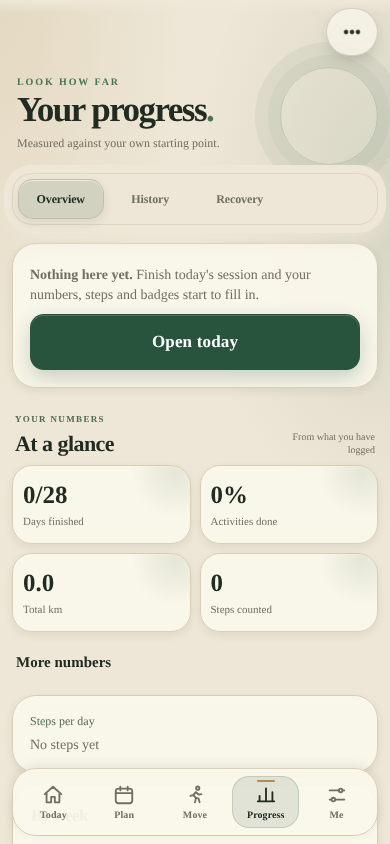 LOOK HOW FAR
Your progress.
Measured against your own starting point.
Overview
History
Recovery
Nothing here yet. Finish today's session and your
numbers, steps and badges start to fill in.
Open today
YOUR NUMBERS
At a glance
From what you have
logged
0/28
Days finished
0%
Activities done
0.0
Total km
0
Steps counted
More numbers
Steps per day
No steps yet
Today
Plan
Move
Progress
Me